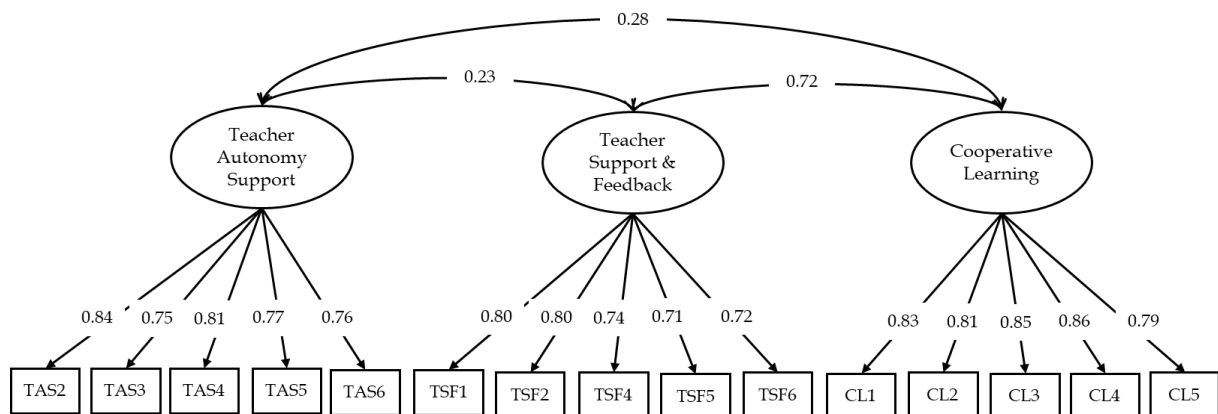 0.28
0.23
0.72
Teacher
Autonomy
Support
Teacher
Support &
Feedback
Cooperative
Learning
0.84 0.75 0.81 0.77 0.76 0.80 0.80 0.74 0.71 0.72 0.83 0.81 0.85 0.86 0.79
TAS2 TAS3 TAS4 TAS5 TAS6 TSF1 TSF2 TSF4 TSF5 TSF6 CL1 CL2 CL3 CL4 CL5